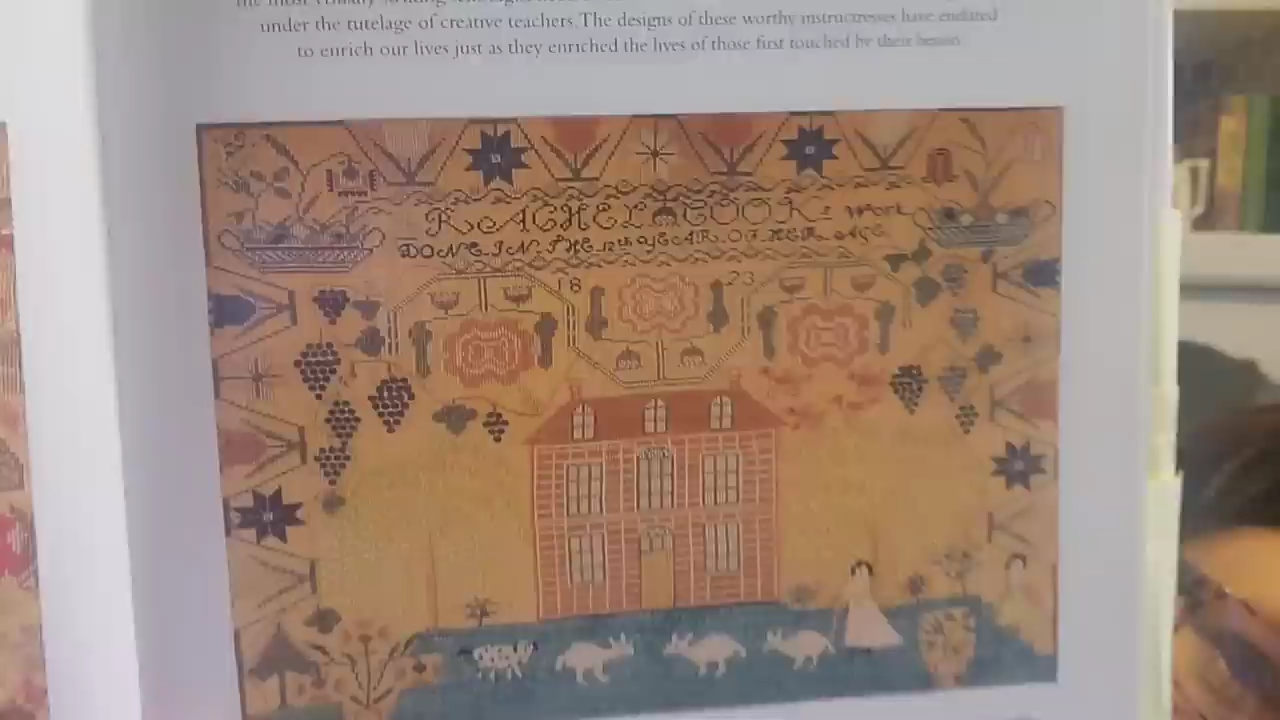 under the tutelage of creative teachers. The designs of these worthy instructresses have endured
to enrich our lives just as they enriched the lives of those first touched by their
RACHEL COOKs work
DONE IN THE 12th YEAR OF HER AGE
18 23